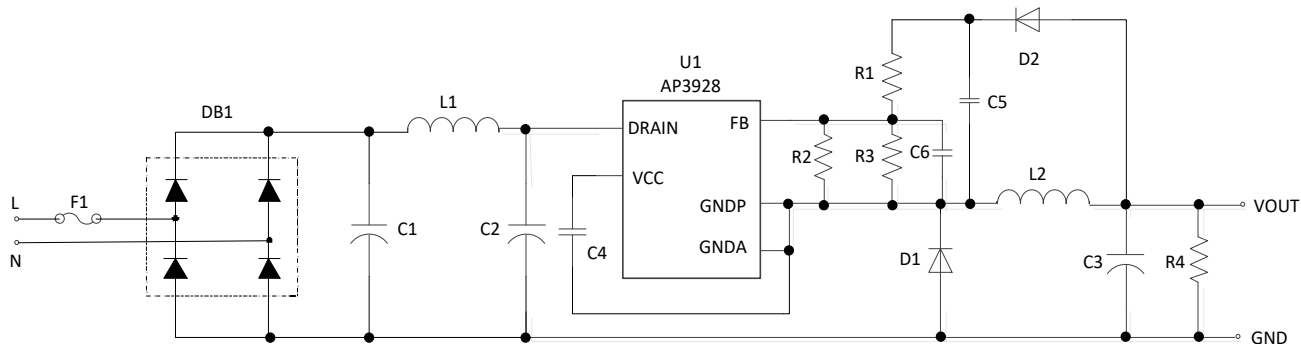 U1
AP3928
R1
D2
C5
DB1
L1
DRAIN
FB
R2
R3
C6
L2
VCC
L
F1
GNDP
VOUT
N
C1
C2
C4
GNDA
D1
C3
R4
GND